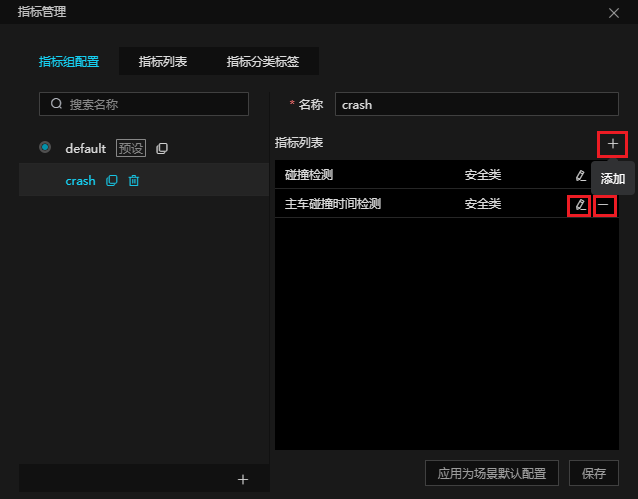 指标管理
指标组配置 指标列表 指标分类标签
搜索名称
* 名称 crash
default 预设
指标列表
crash
碰撞检测 安全类
添加
主车碰撞时间检测 安全类
应用为场景默认配置 保存